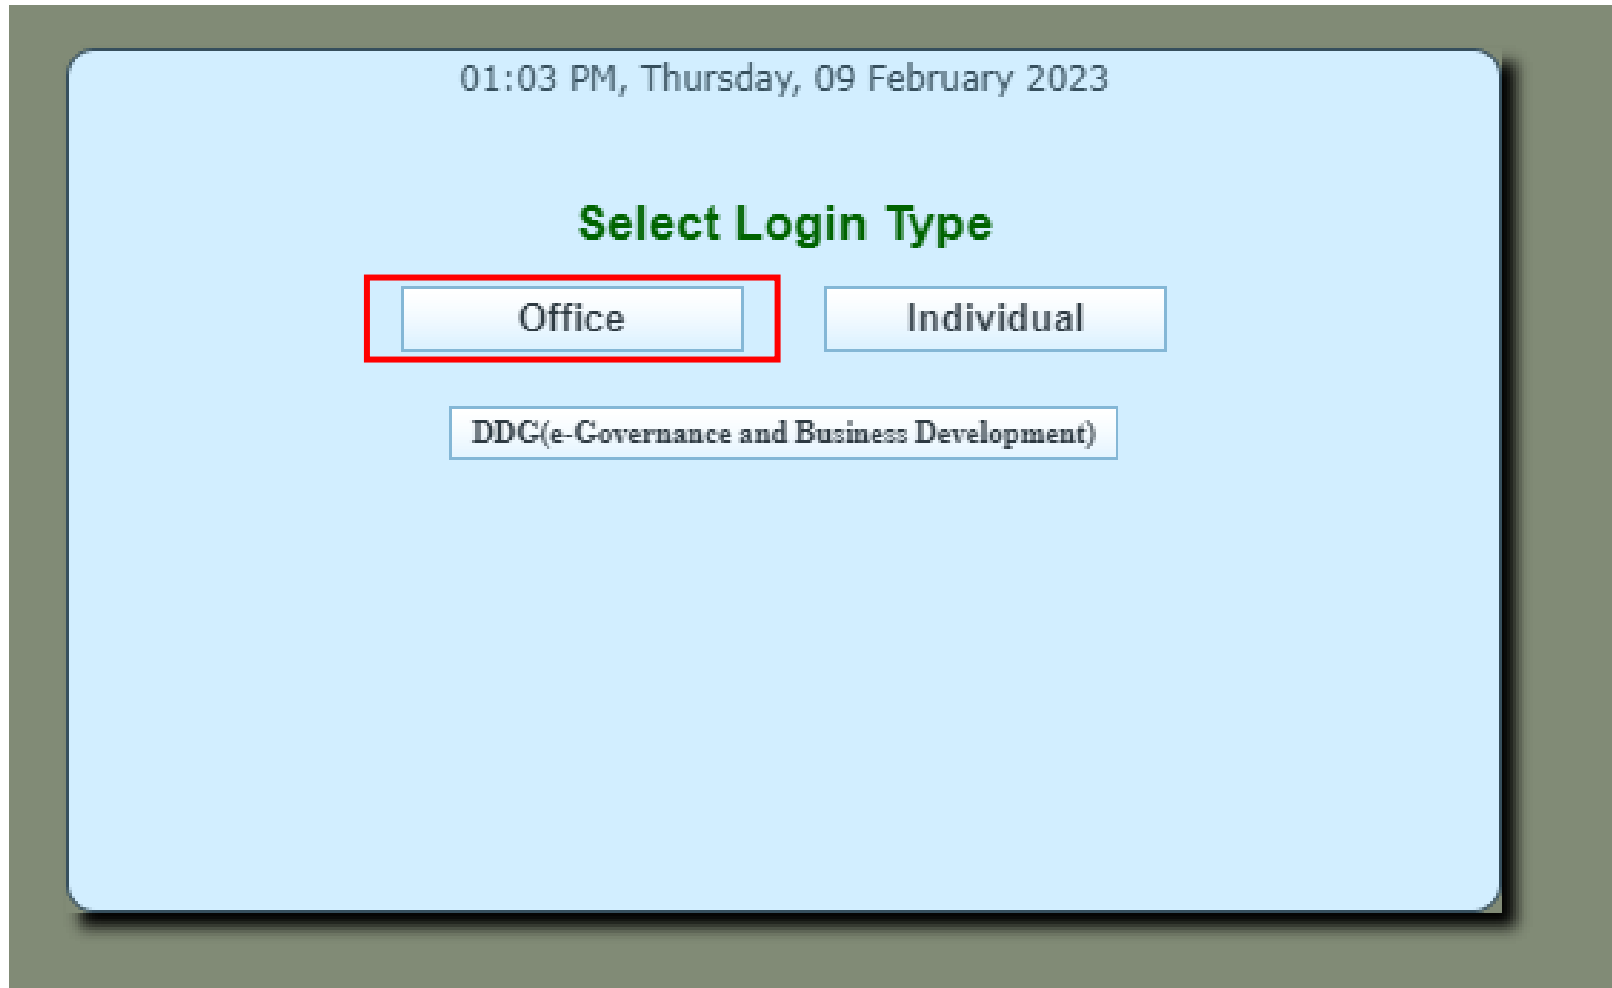 01:03 PM, Thursday, 09 February 2023
Select Login Type
Office Individual
DDG(e-Governance and Business Development)